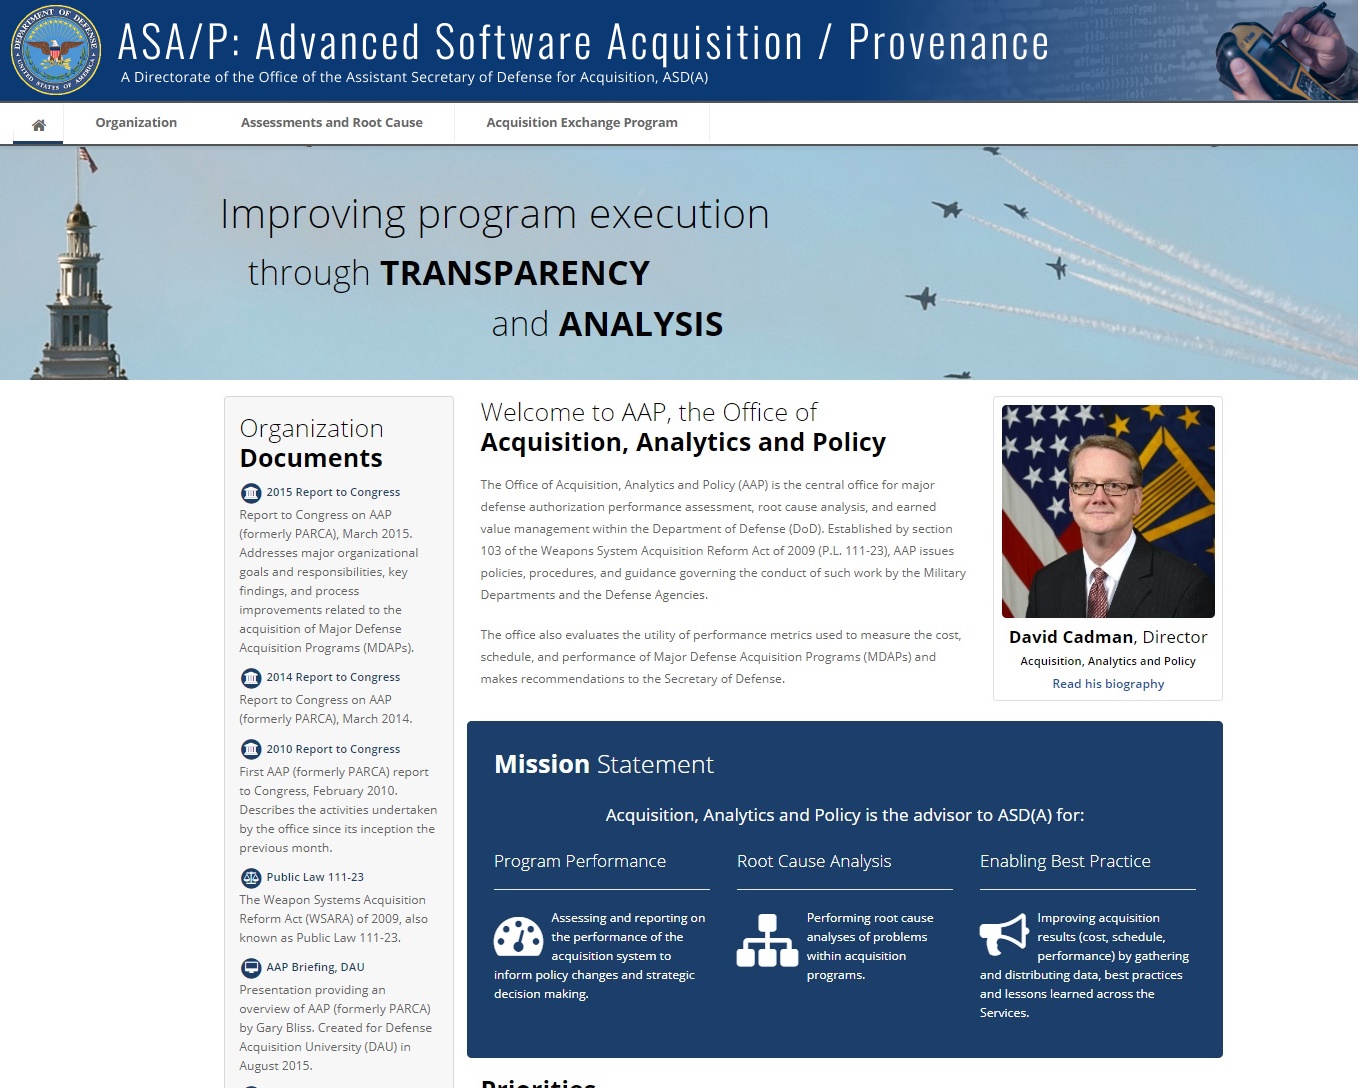 ASA/P: Advanced Software Acquisition / Provenance
A Directorate of the Office of the Assistant Secretary of Defense for Acquisition, ASD(A)
Organization
Assessments and Root Cause
Acquisition Exchange Program
Improving program execution
through TRANSPARENCY
and ANALYSIS
Organization
Documents
2015 Report to Congress
Report to Congress on AAP
(formerly PARCA), March 2015.
Addresses major organizational
goals and responsibilities, key
findings, and process
improvements related to the
acquisition of Major Defense
Acquisition Programs (MDAPs).
2014 Report to Congress
Report to Congress on AAP
(formerly PARCA), March 2014.
2010 Report to Congress
First AAP (formerly PARCA) report
to Congress, February 2010.
Describes the activities undertaken
by the office since its inception the
previous month.
Public Law 111-23
The Weapon Systems Acquisition
Reform Act (WSARA) of 2009, also
known as Public Law 111-23.
AAP Briefing, DAU
Presentation providing an
overview of AAP (formerly PARCA)
by Gary Bliss. Created for Defense
Acquisition University (DAU) in
August 2015.
Welcome to AAP, the Office of
Acquisition, Analytics and Policy
The Office of Acquisition, Analytics and Policy (AAP) is the central office for major
defense authorization performance assessment, root cause analysis, and earned
value management within the Department of Defense (DoD). Established by section
103 of the Weapons System Acquisition Reform Act of 2009 (P.L. 111-23), AAP issues
policies, procedures, and guidance governing the conduct of such work by the Military
Departments and the Defense Agencies.
The office also evaluates the utility of performance metrics used to measure the cost,
schedule, and performance of Major Defense Acquisition Programs (MDAPs) and
makes recommendations to the Secretary of Defense.
David Cadman, Director
Acquisition, Analytics and Policy
Read his biography
Mission Statement
Acquisition, Analytics and Policy is the advisor to ASD(A) for:
Program Performance
Assessing and reporting on
the performance of the
acquisition system to
inform policy changes and strategic
decision making.
Root Cause Analysis
Performing root cause
analyses of problems
within acquisition
programs.
Enabling Best Practice
Improving acquisition
results (cost, schedule,
performance) by gathering
and distributing data, best practices
and lessons learned across the
Services.
Priorities